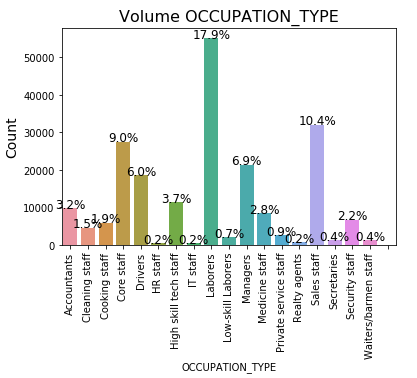 Volume OCCUPATION_TYPE
Count
50000
40000
30000
20000
10000
0
3.2%
1.5%
1.9%
9.0%
6.0%
0.2%
3.7%
0.2%
17.9%
0.7%
6.9%
2.8%
0.9%
0.2%
10.4%
0.4%
2.2%
0.4%
Accountants
Cleaning staff
Cooking staff
Core staff
Drivers
HR staff
High skill tech staff
IT staff
Laborers
Low-skill Laborers
Managers
Medicine staff
Private service staff
Realty agents
Sales staff
Secretaries
Security staff
Waiters/barmen staff
OCCUPATION_TYPE